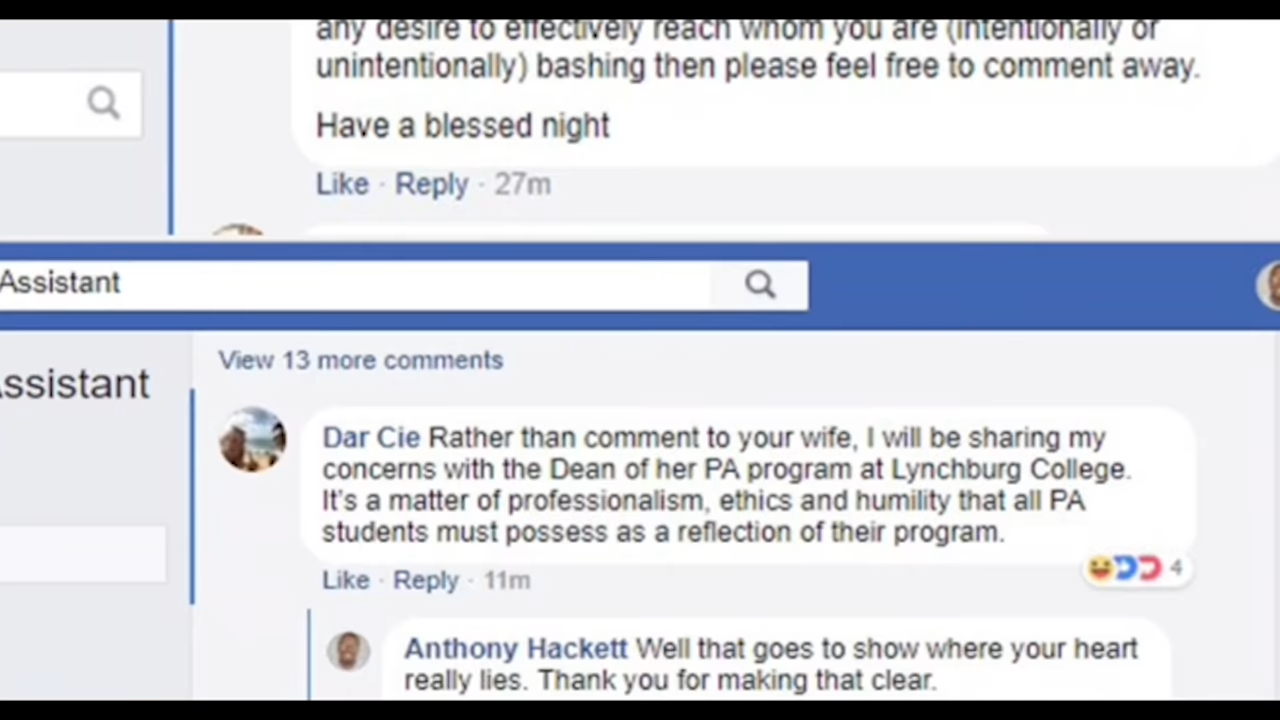 any desire to effectively reach whom you are (intentionally or
unintentionally) bashing then please feel free to comment away.
Have a blessed night
Like · Reply · 27m
Assistant
ssistant
View 13 more comments
Dar Cie Rather than comment to your wife, I will be sharing my
concerns with the Dean of her PA program at Lynchburg College.
It's a matter of professionalism, ethics and humility that all PA
students must possess as a reflection of their program.
4
Like · Reply · 11m
Anthony Hackett Well that goes to show where your heart
really lies. Thank you for making that clear.